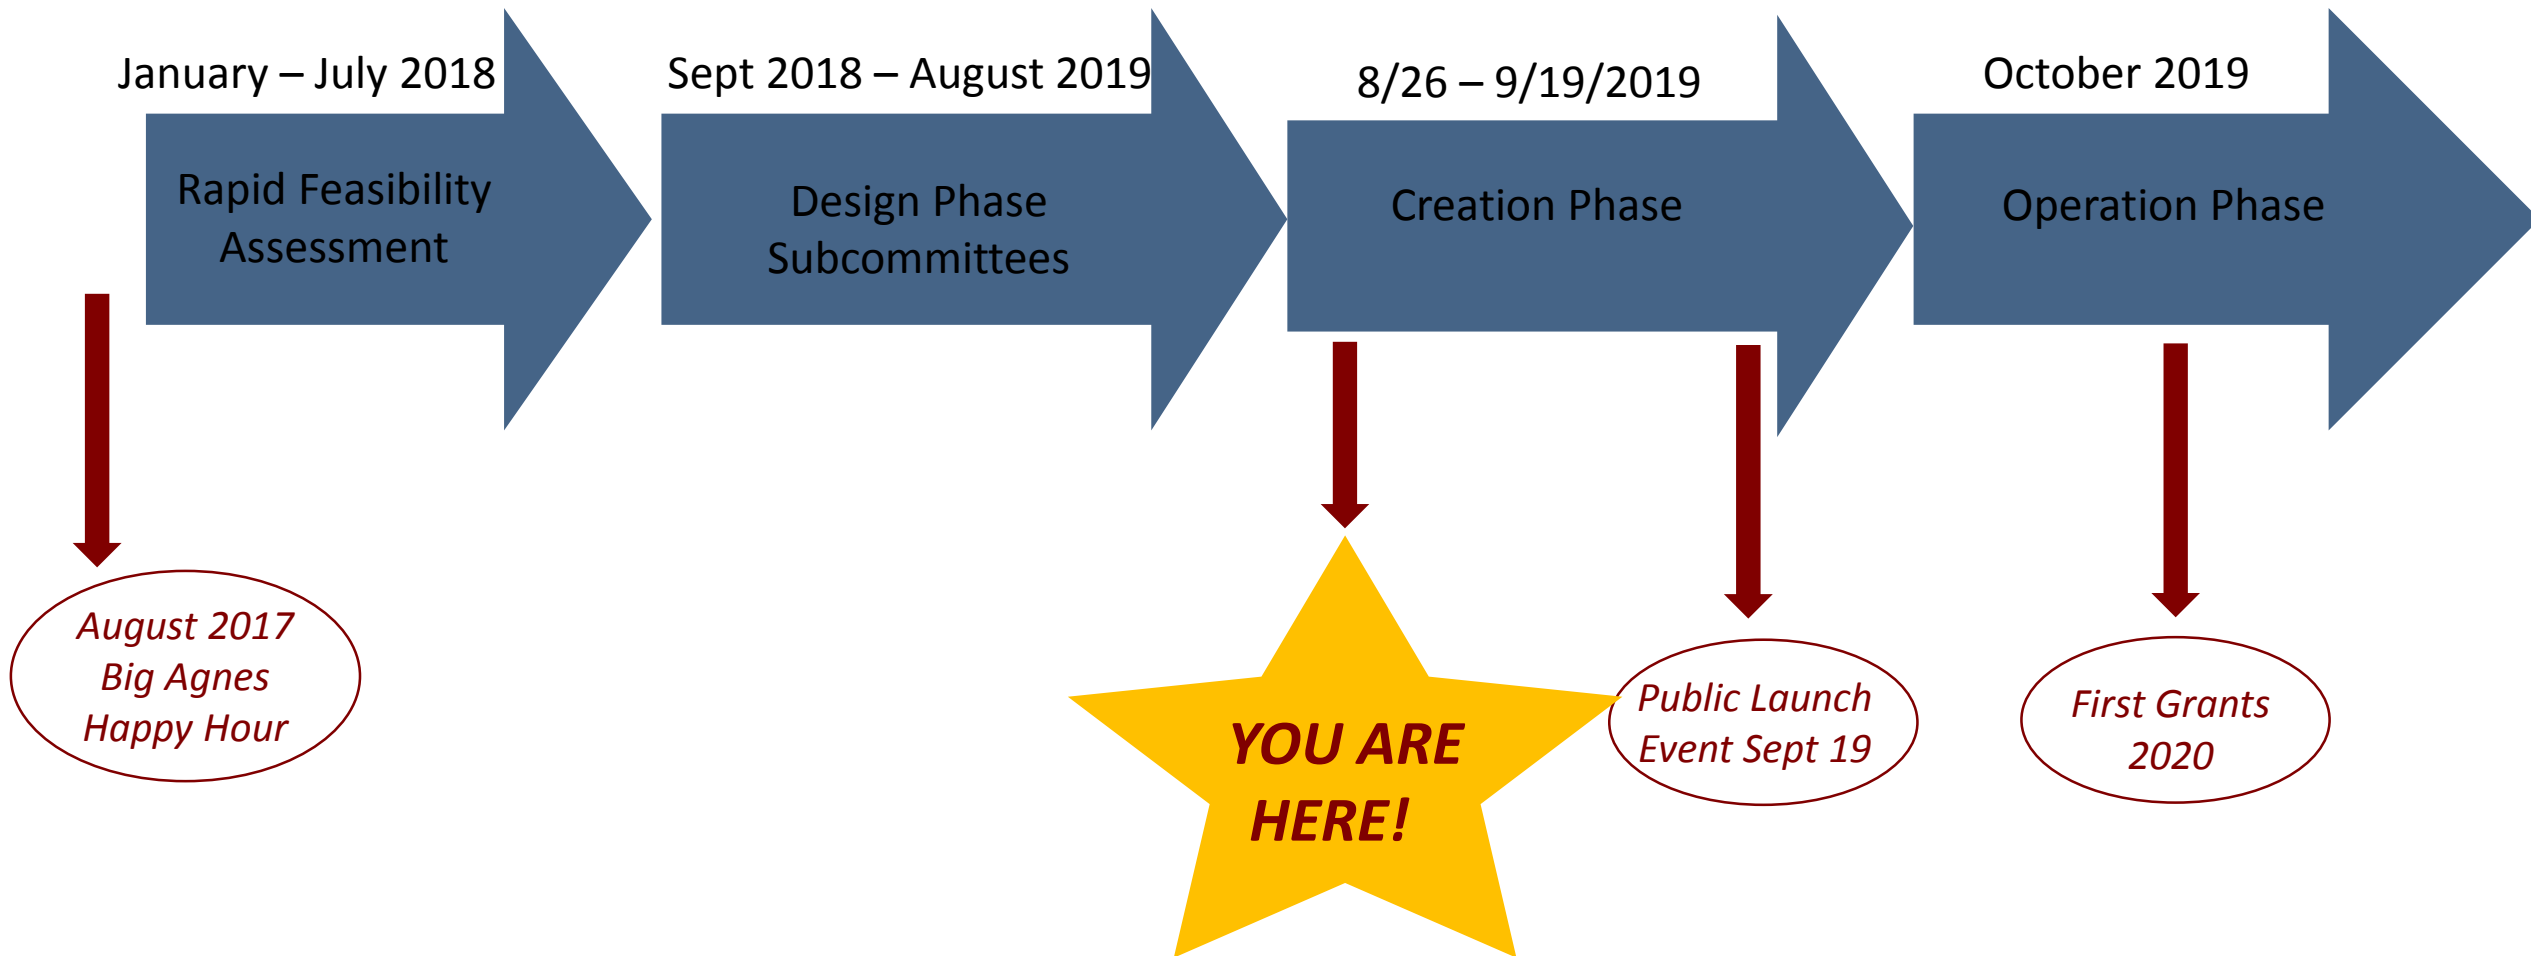 January – July 2018
Rapid Feasibility
Assessment
Sept 2018 – August 2019
Design Phase
Subcommittees
8/26 – 9/19/2019
Creation Phase
October 2019
Operation Phase
August 2017
Big Agnes
Happy Hour
YOU ARE
HERE!
Public Launch
Event Sept 19
First Grants
2020